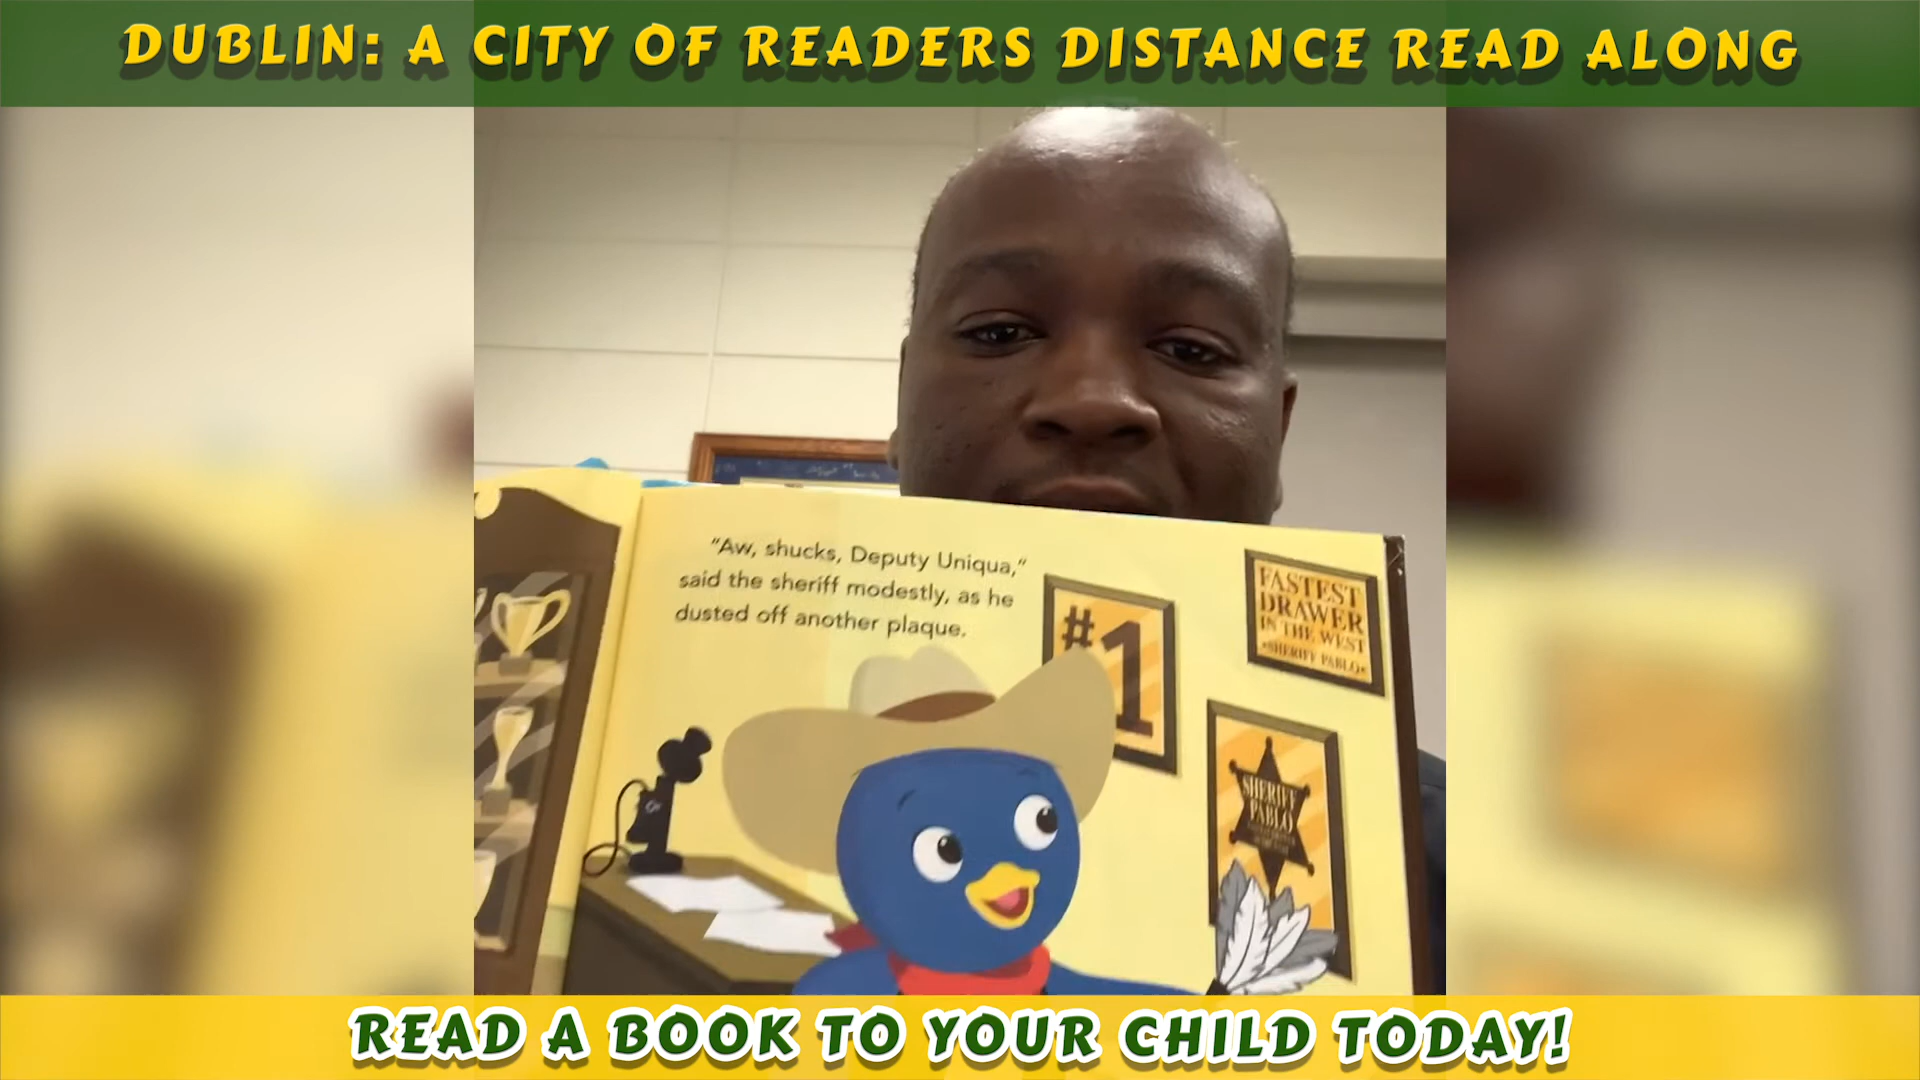 DUBLIN: A CITY OF READERS DISTANCE READ ALONG
"Aw, shucks, Deputy Uniqua,"
said the sheriff modestly, as he
dusted off another plaque.
#1
FASTEST
DRAWER
IN THE WEST
•SHERIFF PABLO•
SHERIFF
PABLO
READ A BOOK TO YOUR CHILD TODAY!